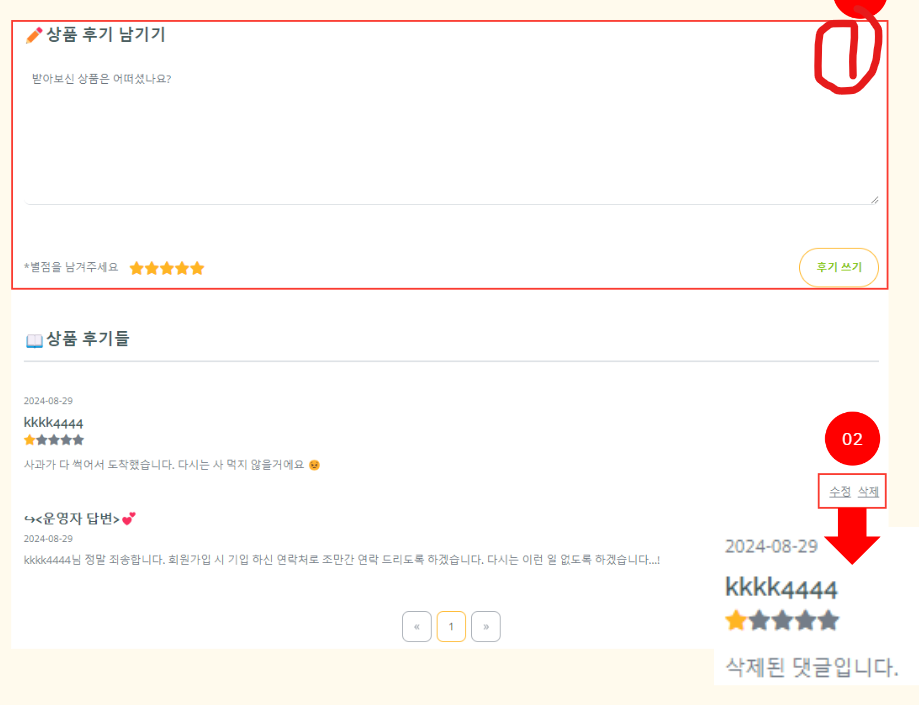 상품 후기 남기기
1
받아보신 상품은 어떠셨나요?
*별점을 남겨주세요
후기 쓰기
상품 후기들
2024-08-29
kkkk4444
사과가 다 썩어서 도착했습니다. 다시는 사 먹지 않을거에요 😡
02
수정 삭제
↪<운영자 답변>💕
2024-08-29
kkkk4444님 정말 죄송합니다. 회원가입 시 기입 하신 연락처로 조만간 연락 드리도록 하겠습니다. 다시는 이런 일 없도록 하겠습니다...!
« 1 »
2024-08-29
kkkk4444
삭제된 댓글입니다.